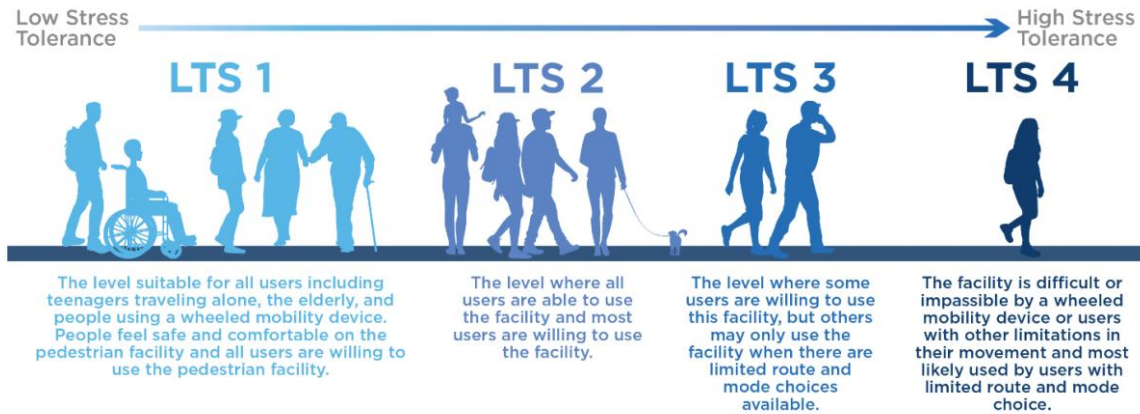 Low Stress
Tolerance
High Stress
Tolerance
LTS 1
LTS 2
LTS 3
LTS 4
The level suitable for all users including
teenagers traveling alone, the elderly, and
people using a wheeled mobility device.
People feel safe and comfortable on the
pedestrian facility and all users are willing to
use the pedestrian facility.
The level where all
users are able to use
the facility and most
users are willing to use
the facility.
The level where some
users are willing to use
this facility, but others
may only use the
facility when there are
limited route and
mode choices
available.
The facility is difficult or
impassible by a wheeled
mobility device or users
with other limitations in
their movement and most
likely used by users with
limited route and mode
choice.